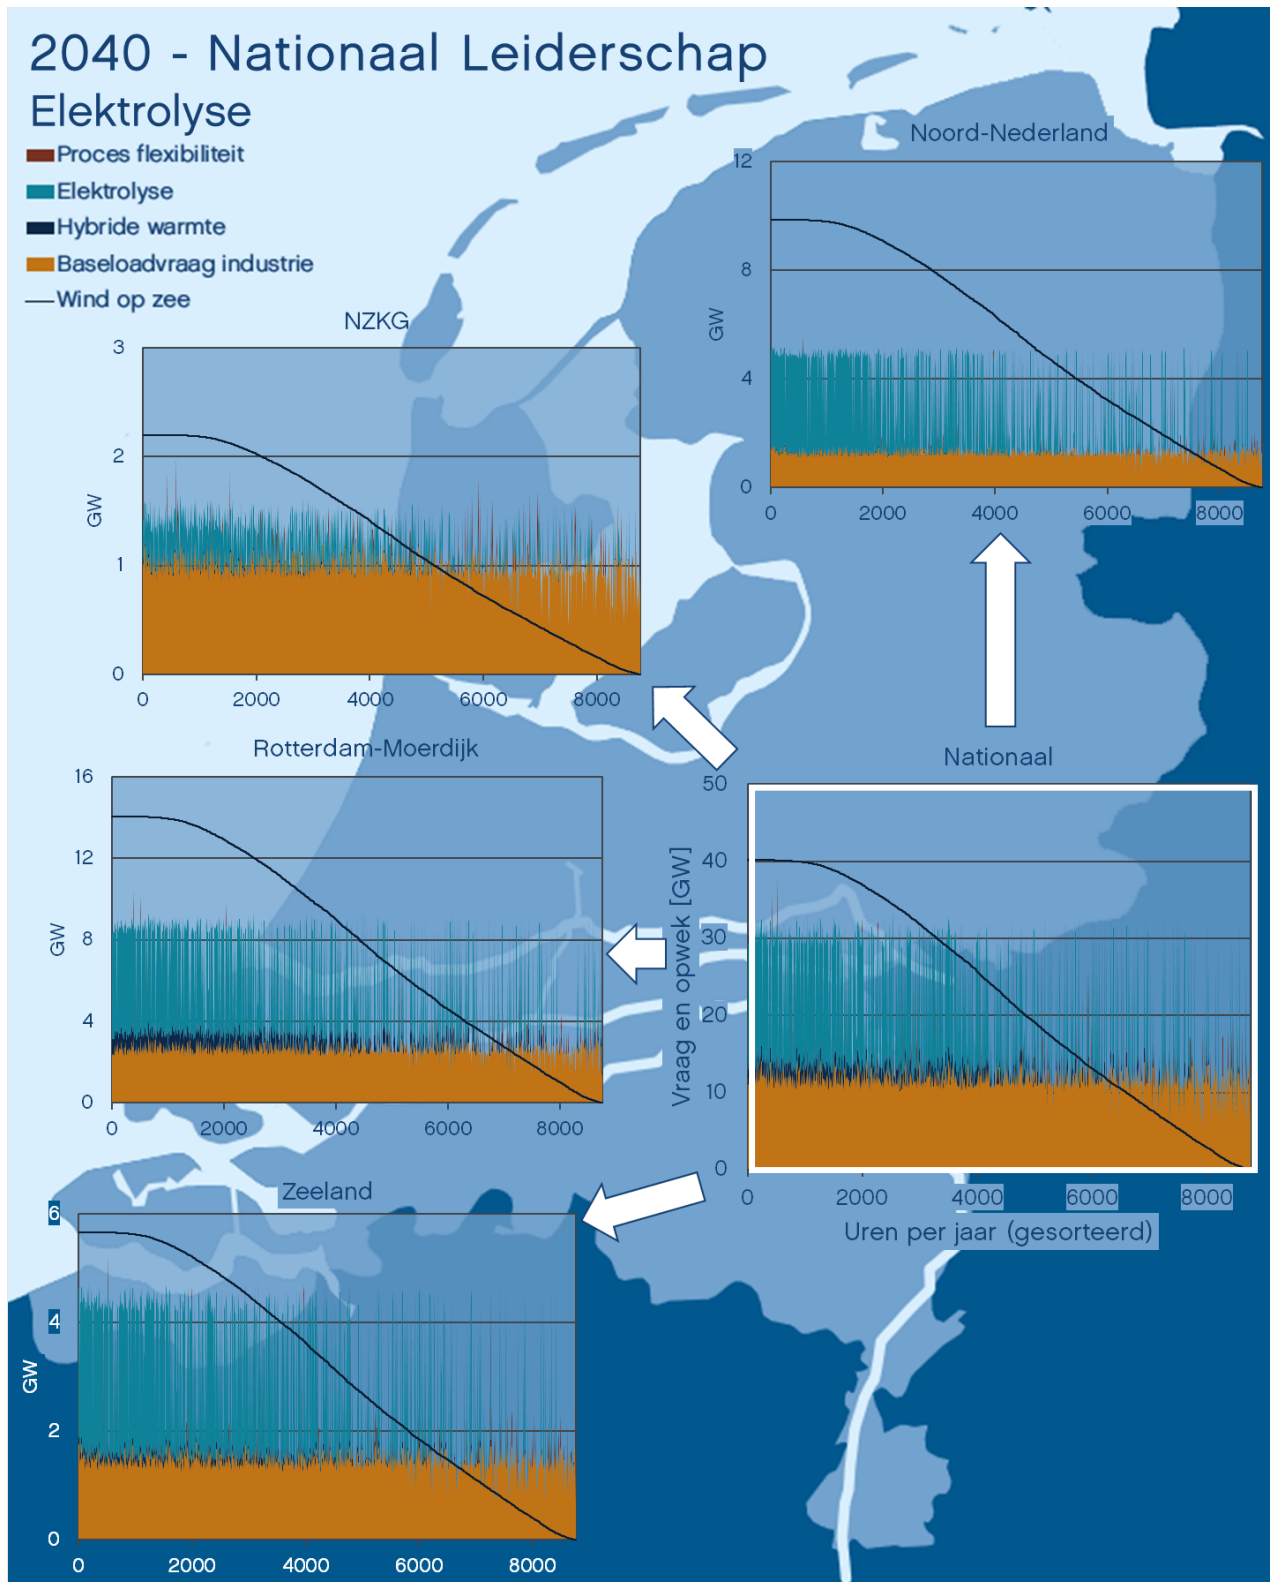 2040 - Nationaal Leiderschap
Elektrolyse
Proces flexibiliteit
Elektrolyse
Hybride warmte
Baseloadvraag industrie
Wind op zee
Noord-Nederland
12
8
4
0
GW
0 2000 4000 6000 8000
NZKG
3
2
1
0
GW
0 2000 4000 6000 8000
Rotterdam-Moerdijk
16
12
8
4
0
GW
0 2000 4000 6000 8000
Nationaal
50
40
30
20
10
0
Vraag en opwek [GW]
0 2000 4000 6000 8000
Uren per jaar (gesorteerd)
Zeeland
6
4
2
0
GW
0 2000 4000 6000 8000